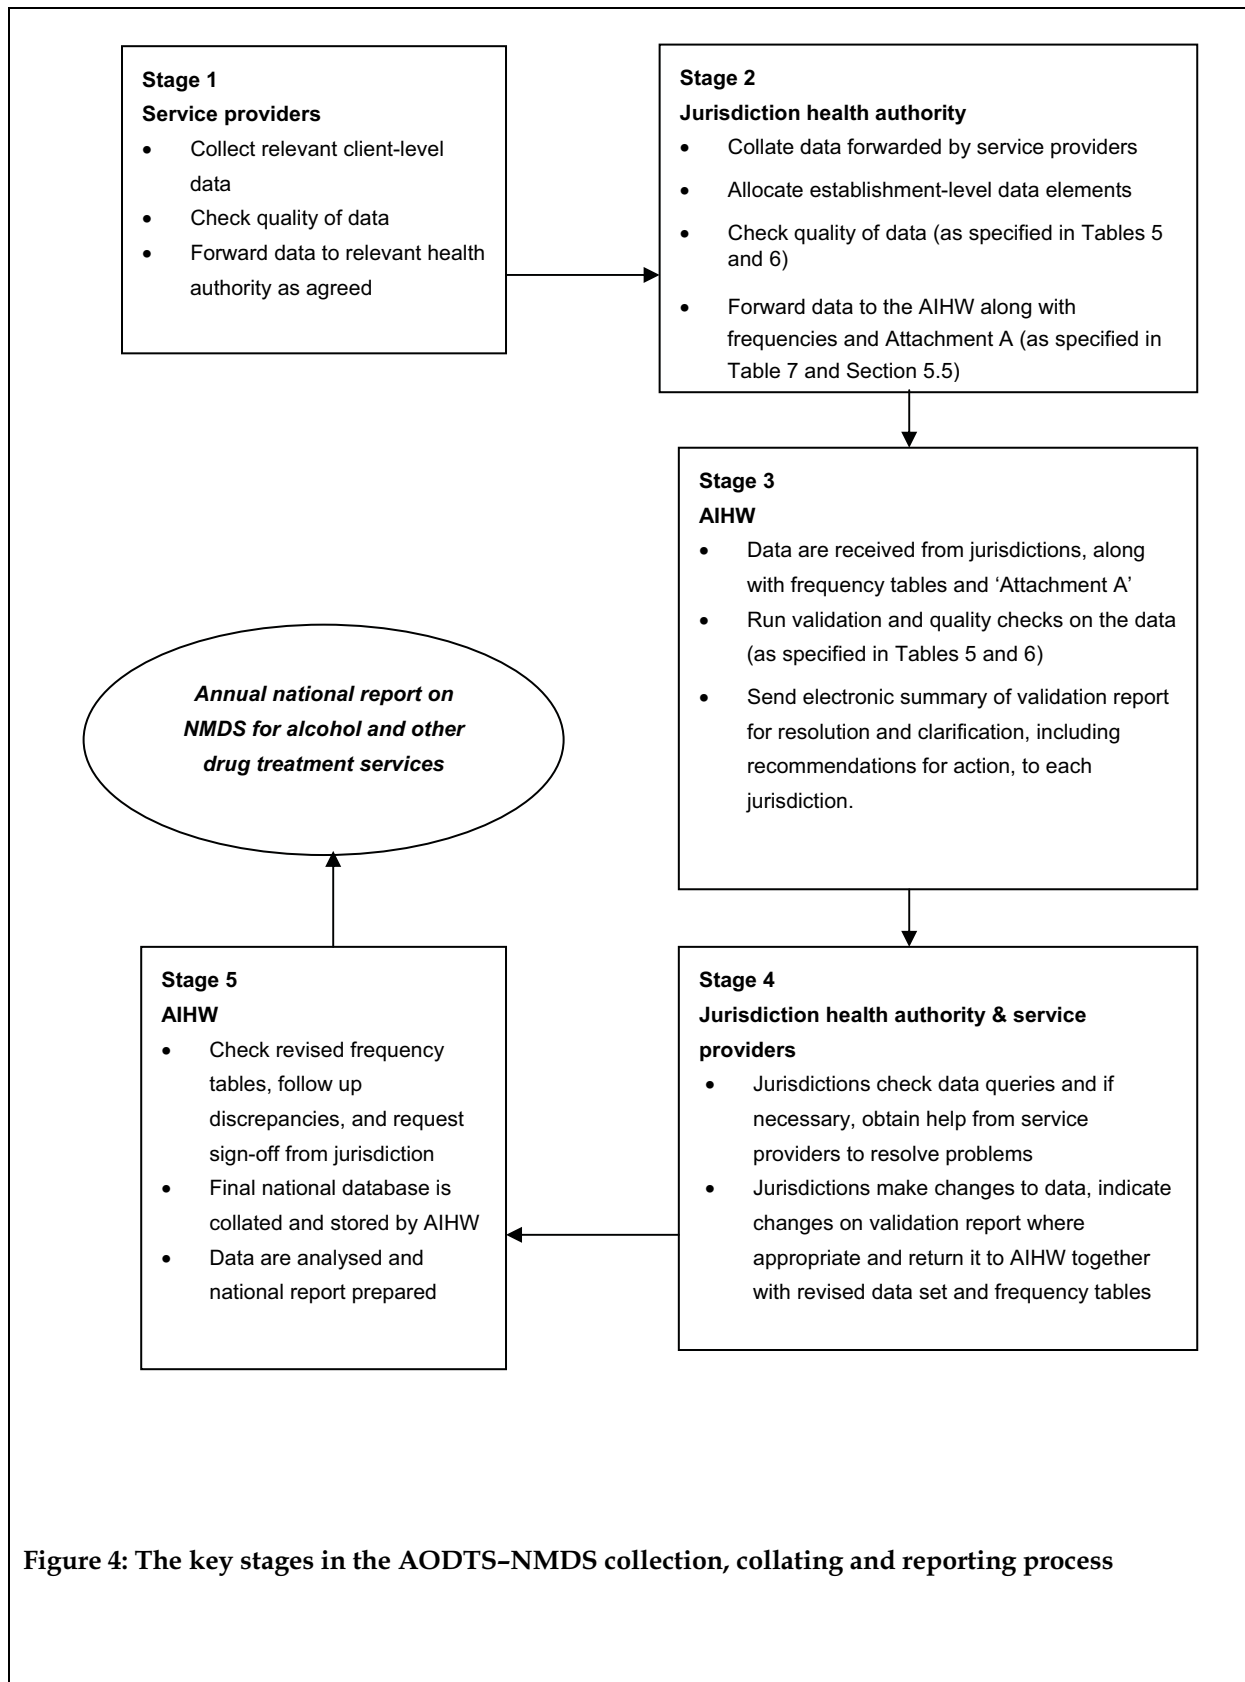 Stage 1
Service providers
• Collect relevant client-level
data
• Check quality of data
• Forward data to relevant health
authority as agreed
Stage 2
Jurisdiction health authority
• Collate data forwarded by service providers
• Allocate establishment-level data elements
• Check quality of data (as specified in Tables 5
and 6)
• Forward data to the AIHW along with
frequencies and Attachment A (as specified in
Table 7 and Section 5.5)
Stage 3
AIHW
• Data are received from jurisdictions, along
with frequency tables and ‘Attachment A’
• Run validation and quality checks on the data
(as specified in Tables 5 and 6)
• Send electronic summary of validation report
for resolution and clarification, including
recommendations for action, to each
jurisdiction.
Stage 4
Jurisdiction health authority & service
providers
• Jurisdictions check data queries and if
necessary, obtain help from service
providers to resolve problems
• Jurisdictions make changes to data, indicate
changes on validation report where
appropriate and return it to AIHW together
with revised data set and frequency tables
Stage 5
AIHW
• Check revised frequency
tables, follow up
discrepancies, and request
sign-off from jurisdiction
• Final national database is
collated and stored by AIHW
• Data are analysed and
national report prepared
Annual national report on
NMDS for alcohol and other
drug treatment services
Figure 4: The key stages in the AODTS–NMDS collection, collating and reporting process